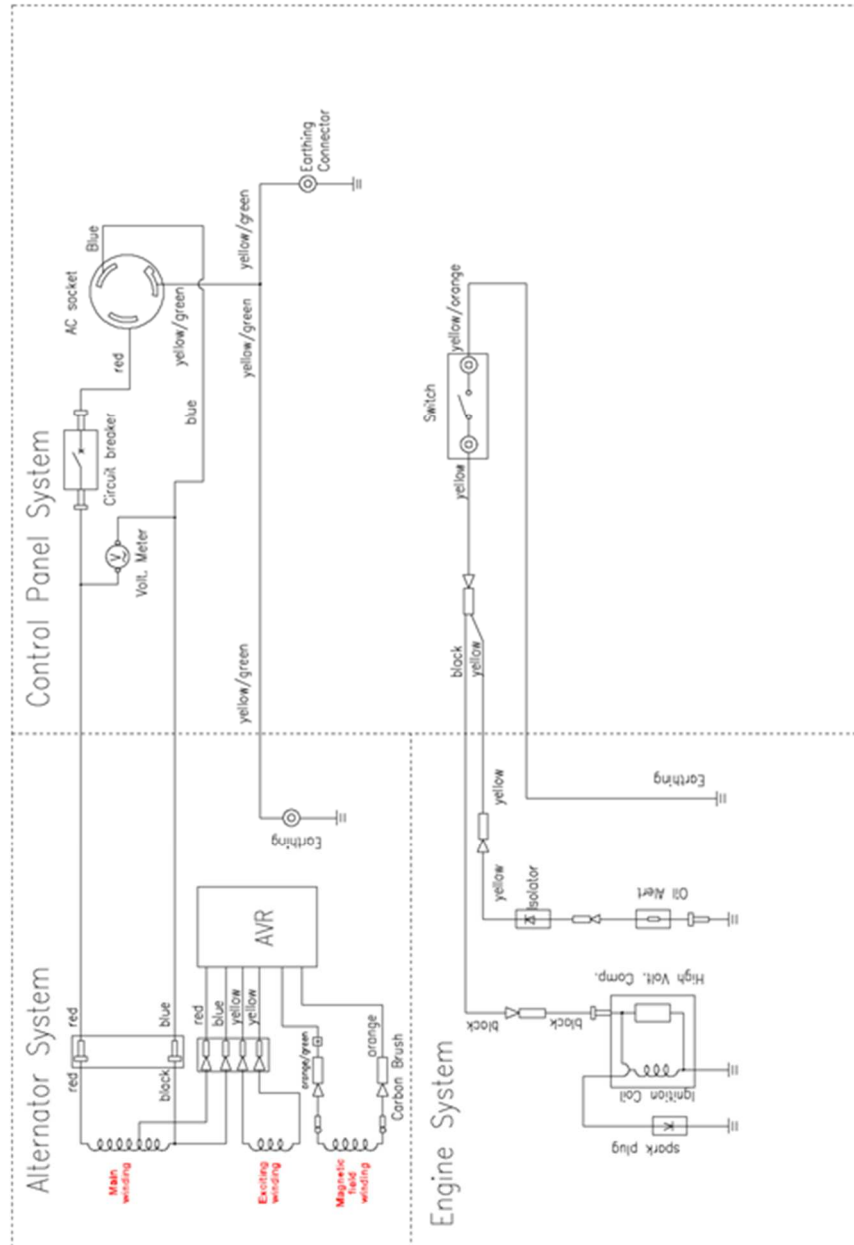 Alternator System
Main
winding
Exciting
winding
Magnetic
field
winding
red
black
red
blue
red
blue
yellow
yellow
orange/green
orange
Carbon Brush
AVR
Earthing
Control Panel System
Volt. Meter
V
Circuit breaker
red
AC socket
Blue
blue
yellow/green
yellow/green
yellow/green
yellow/green
Earthing
Connector
Engine System
spark plug
Ignition Coil
High Volt. Comp.
black
black
Oil Alert
Isolator
yellow
yellow
Earthing
black
yellow
yellow
Switch
yellow/orange